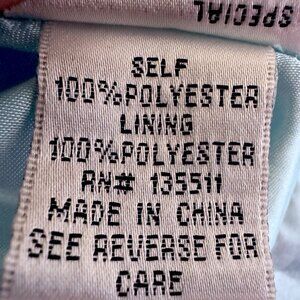 SPECIAL
SELF
100%POLYESTER
LINING
100%POLYESTER
RN# 135511
MADE IN CHINA
SEE REVERSE FOR
CARE